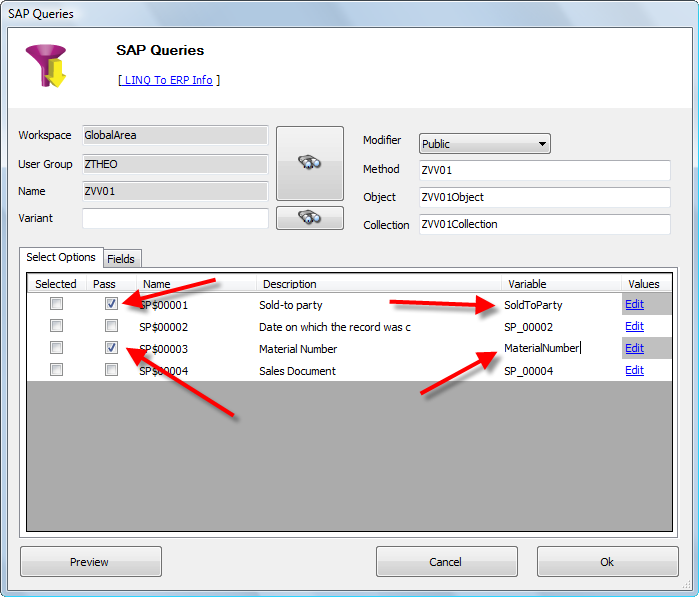 SAP Queries
SAP Queries
[ LINQ To ERP Info ]
Workspace GlobalArea
User Group ZTHEO
Name ZVV01
Variant
Modifier Public
Method ZVV01
Object ZVV01Object
Collection ZVV01Collection
Select Options Fields
Selected Pass Name Description Variable Values
SP$00001 Sold-to party SoldToParty Edit
SP$00002 Date on which the record was c SP_00002 Edit
SP$00003 Material Number MaterialNumber Edit
SP$00004 Sales Document SP_00004 Edit
Preview Cancel Ok